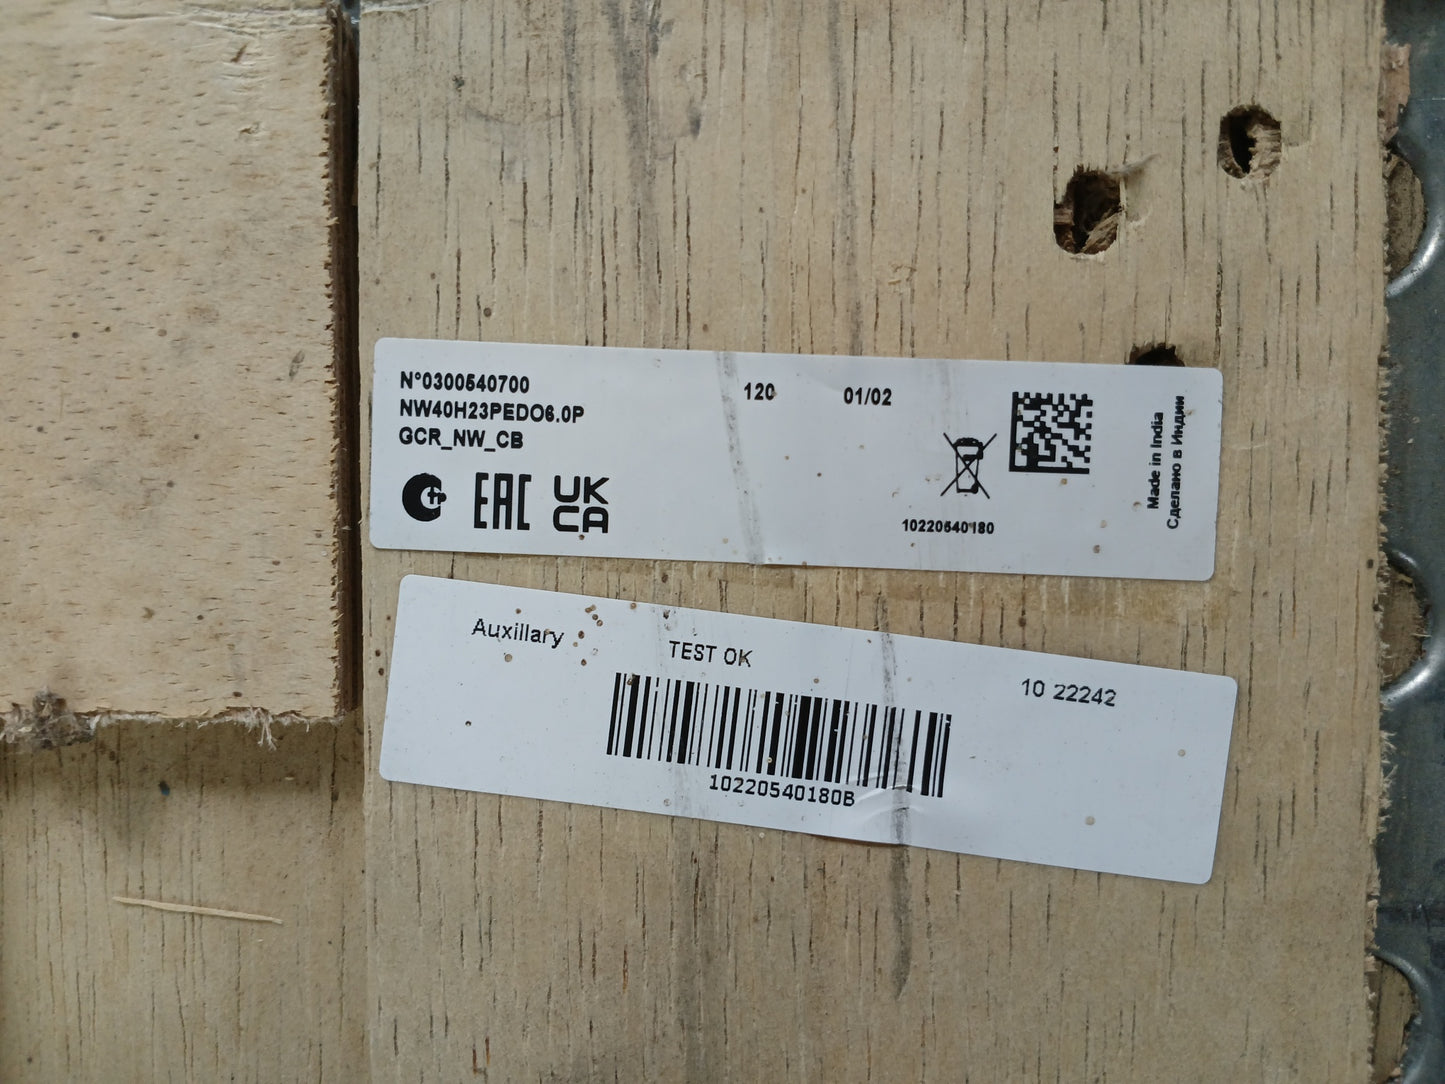 N°0300540700
NW40H23PEDO6.0P
GCR_NW_CB
120
01/02
EAC
UK
CA
10220540180
Made in India
Сделано в Индии
Auxillary
TEST OK
10 22242
10220540180B